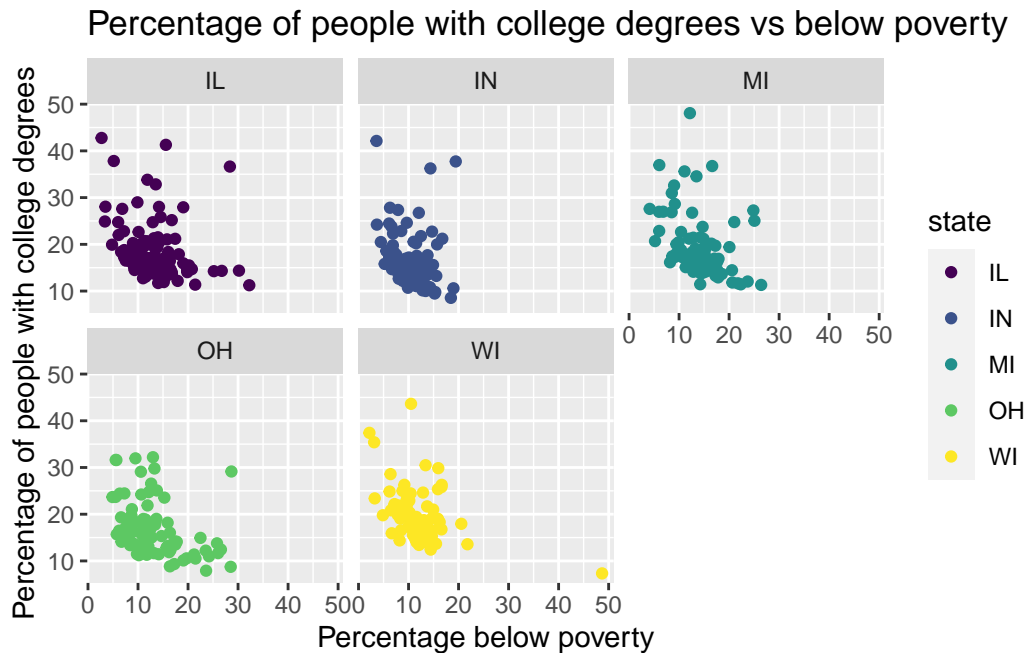 Percentage of people with college degrees vs below poverty
IL
IN
MI
50
40
30
20
10
0 10 20 30 40 50
OH
WI
50
40
30
20
10
0 10 20 30 40 50
0 10 20 30 40 50
Percentage below poverty
Percentage of people with college degrees
state
IL
IN
MI
OH
WI